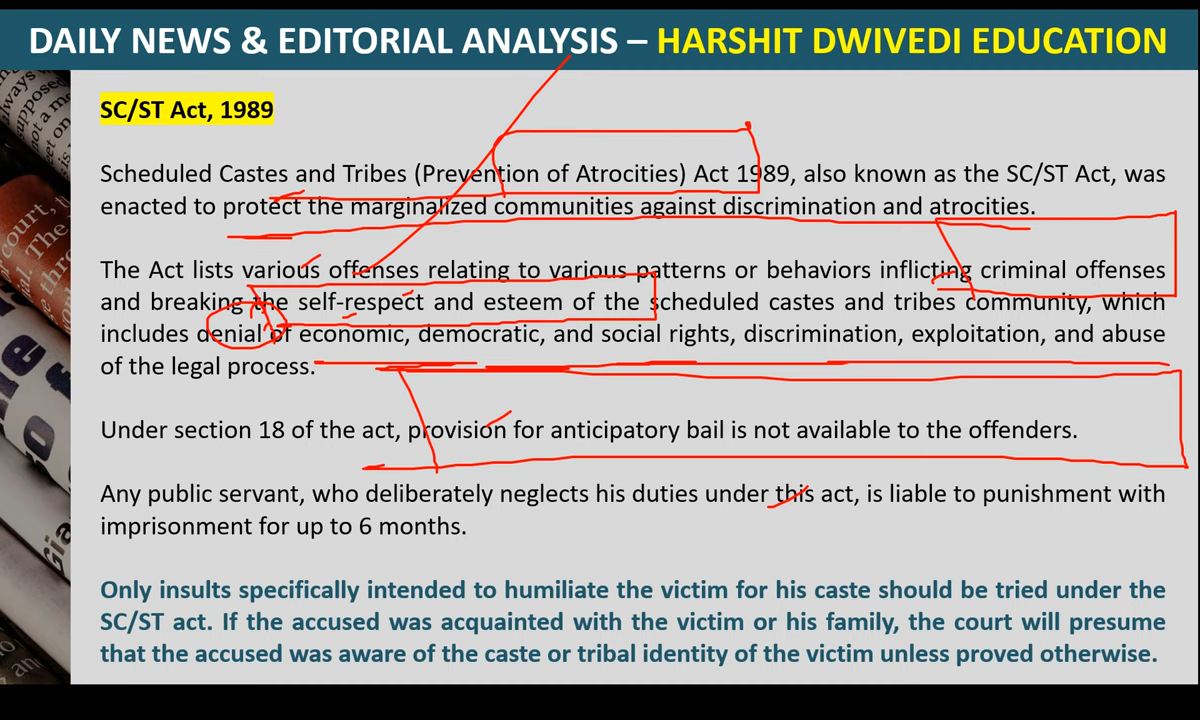 DAILY NEWS & EDITORIAL ANALYSIS – HARSHIT DWIVEDI EDUCATION
SC/ST Act, 1989
Scheduled Castes and Tribes (Prevention of Atrocities) Act 1989, also known as the SC/ST Act, was
enacted to protect the marginalized communities against discrimination and atrocities.
The Act lists various offenses relating to various patterns or behaviors inflicting criminal offenses
and breaking the self-respect and esteem of the scheduled castes and tribes community, which
includes denial of economic, democratic, and social rights, discrimination, exploitation, and abuse
of the legal process.
Under section 18 of the act, provision for anticipatory bail is not available to the offenders.
Any public servant, who deliberately neglects his duties under this act, is liable to punishment with
imprisonment for up to 6 months.
Only insults specifically intended to humiliate the victim for his caste should be tried under the
SC/ST act. If the accused was acquainted with the victim or his family, the court will presume
that the accused was aware of the caste or tribal identity of the victim unless proved otherwise.